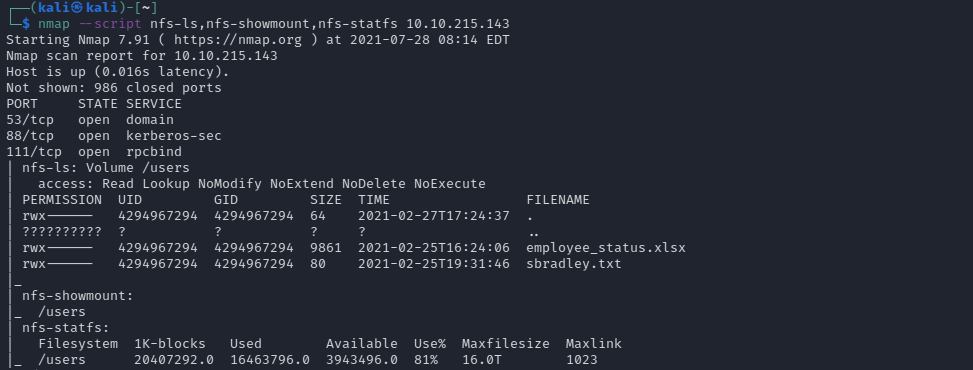 ┌──(kali㉿kali)-[~]
└─$ nmap --script nfs-ls,nfs-showmount,nfs-statfs 10.10.215.143
Starting Nmap 7.91 ( https://nmap.org ) at 2021-07-28 08:14 EDT
Nmap scan report for 10.10.215.143
Host is up (0.016s latency).
Not shown: 986 closed ports
PORT    STATE SERVICE
53/tcp  open  domain
88/tcp  open  kerberos-sec
111/tcp open  rpcbind
| nfs-ls: Volume /users
|   access: Read Lookup NoModify NoExtend NoDelete NoExecute
| PERMISSION  UID         GID         SIZE  TIME                 FILENAME
| rwx------   4294967294  4294967294  64    2021-02-27T17:24:37  .
| ??????????  ?           ?           ?     ?                    ..
| rwx------   4294967294  4294967294  9861  2021-02-25T16:24:06  employee_status.xlsx
| rwx------   4294967294  4294967294  80    2021-02-25T19:31:46  sbradley.txt
|_
| nfs-showmount:
|_  /users
| nfs-statfs:
|   Filesystem  1K-blocks   Used        Available  Use%  Maxfilesize  Maxlink
|_  /users      20407292.0  16463796.0  3943496.0  81%   16.0T        1023